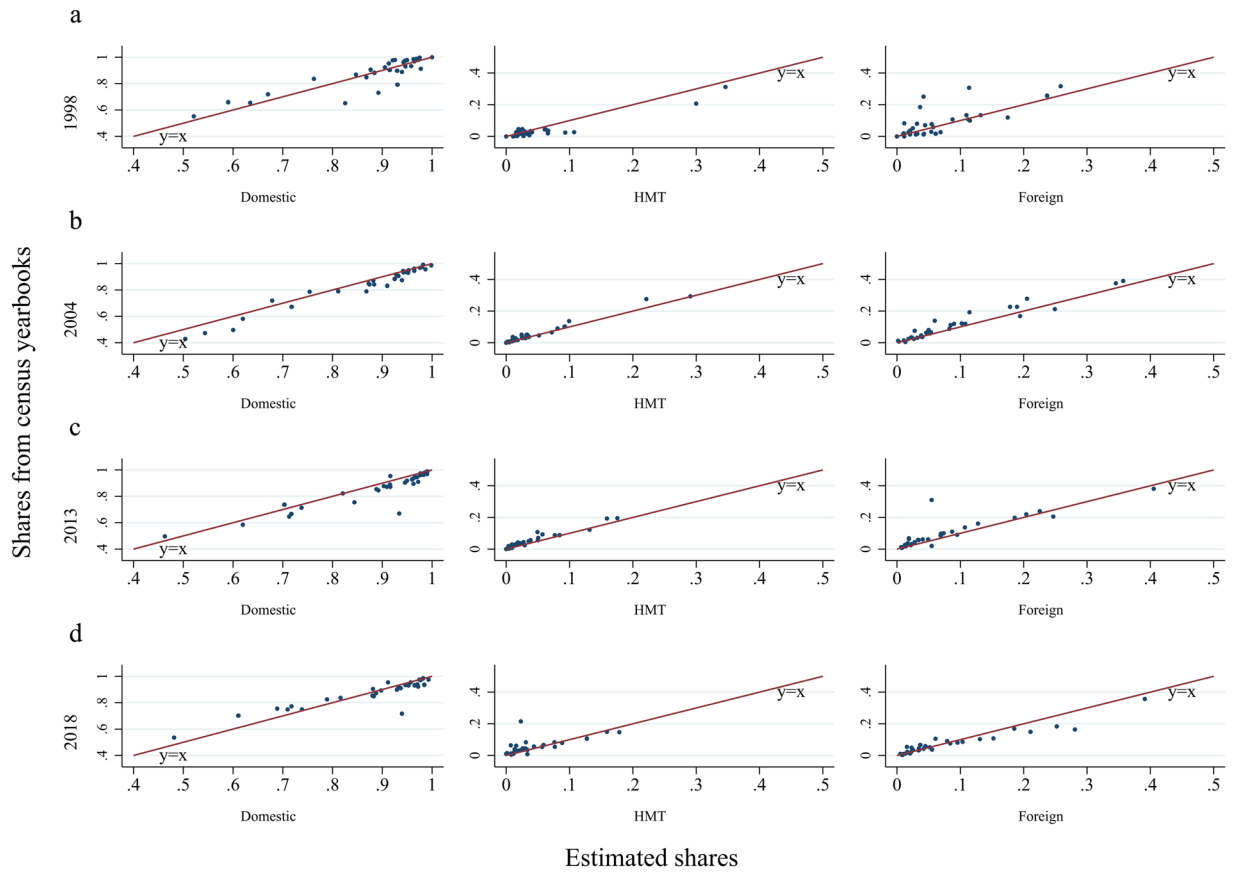 a
1998
.4 .6 .8 1
y=x
.4 .5 .6 .7 .8 .9 1
Domestic
0 .2 .4
y=x
0 .1 .2 .3 .4 .5
HMT
0 .2 .4
y=x
0 .1 .2 .3 .4 .5
Foreign
b
Shares from census yearbooks
2004
.4 .6 .8 1
y=x
.4 .5 .6 .7 .8 .9 1
Domestic
0 .2 .4
y=x
0 .1 .2 .3 .4 .5
HMT
0 .2 .4
y=x
0 .1 .2 .3 .4 .5
Foreign
c
2013
.4 .6 .8 1
y=x
.4 .5 .6 .7 .8 .9 1
Domestic
0 .2 .4
y=x
0 .1 .2 .3 .4 .5
HMT
0 .2 .4
y=x
0 .1 .2 .3 .4 .5
Foreign
d
2018
.4 .6 .8 1
y=x
.4 .5 .6 .7 .8 .9 1
Domestic
0 .2 .4
y=x
0 .1 .2 .3 .4 .5
HMT
0 .2 .4
y=x
0 .1 .2 .3 .4 .5
Foreign
Estimated shares